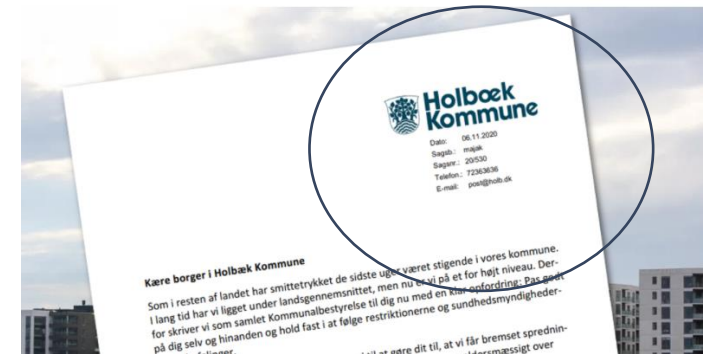 Holbæk
Kommune
Dato: 06.11.2020
Sagsb.: majak
Sagsnr.: 20/530
Telefon.: 72363636
E-mail: post@holb.dk
Kære borger i Holbæk Kommune
Som i resten af landet har smittetrykket de sidste uger været stigende i vores kommune.
I lang tid har vi ligget under landsgennemsnittet, men nu er vi på et for højt niveau. Der-
for skriver vi som samlet Kommunalbestyrelse til dig nu med en klar opfordring: Pas godt
på dig selv og hinanden og hold fast i at følge restriktionerne og sundhedsmyndigheder-
til at gøre dit til, at vi får bremset sprednin-
dersmæssigt over